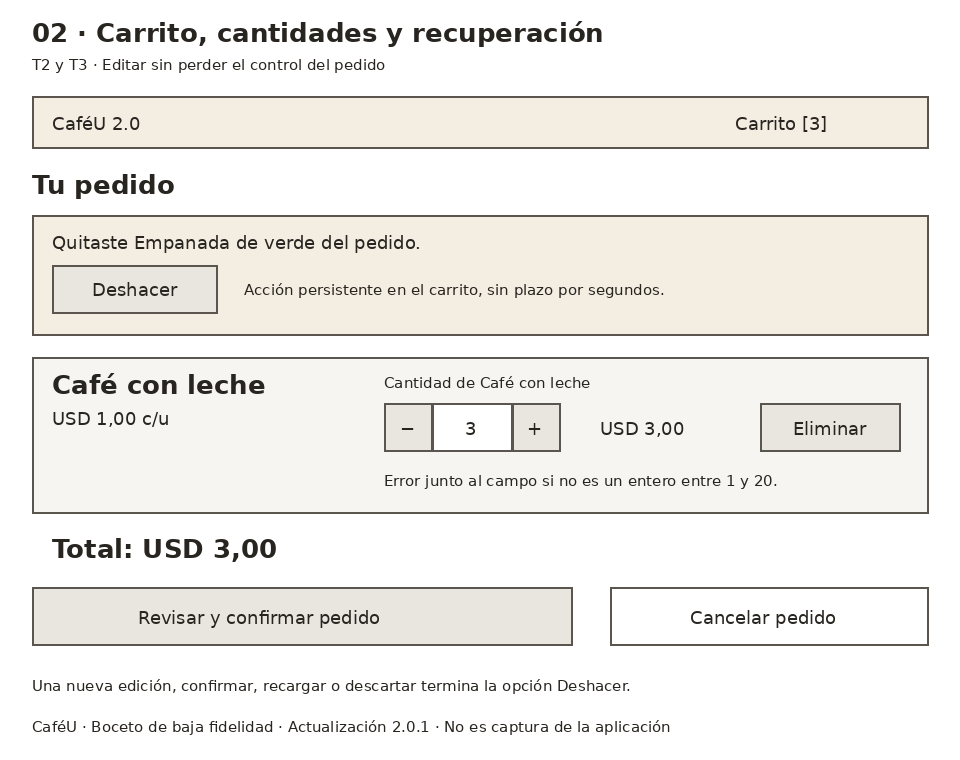 02 · Carrito, cantidades y recuperación
T2 y T3 · Editar sin perder el control del pedido
CaféU 2.0 Carrito [3]
Tu pedido
Quitaste Empanada de verde del pedido.
Deshacer Acción persistente en el carrito, sin plazo por segundos.
Café con leche Cantidad de Café con leche
USD 1,00 c/u
− 3 + USD 3,00 Eliminar
Error junto al campo si no es un entero entre 1 y 20.
Total: USD 3,00
Revisar y confirmar pedido Cancelar pedido
Una nueva edición, confirmar, recargar o descartar termina la opción Deshacer.
CaféU · Boceto de baja fidelidad · Actualización 2.0.1 · No es captura de la aplicación